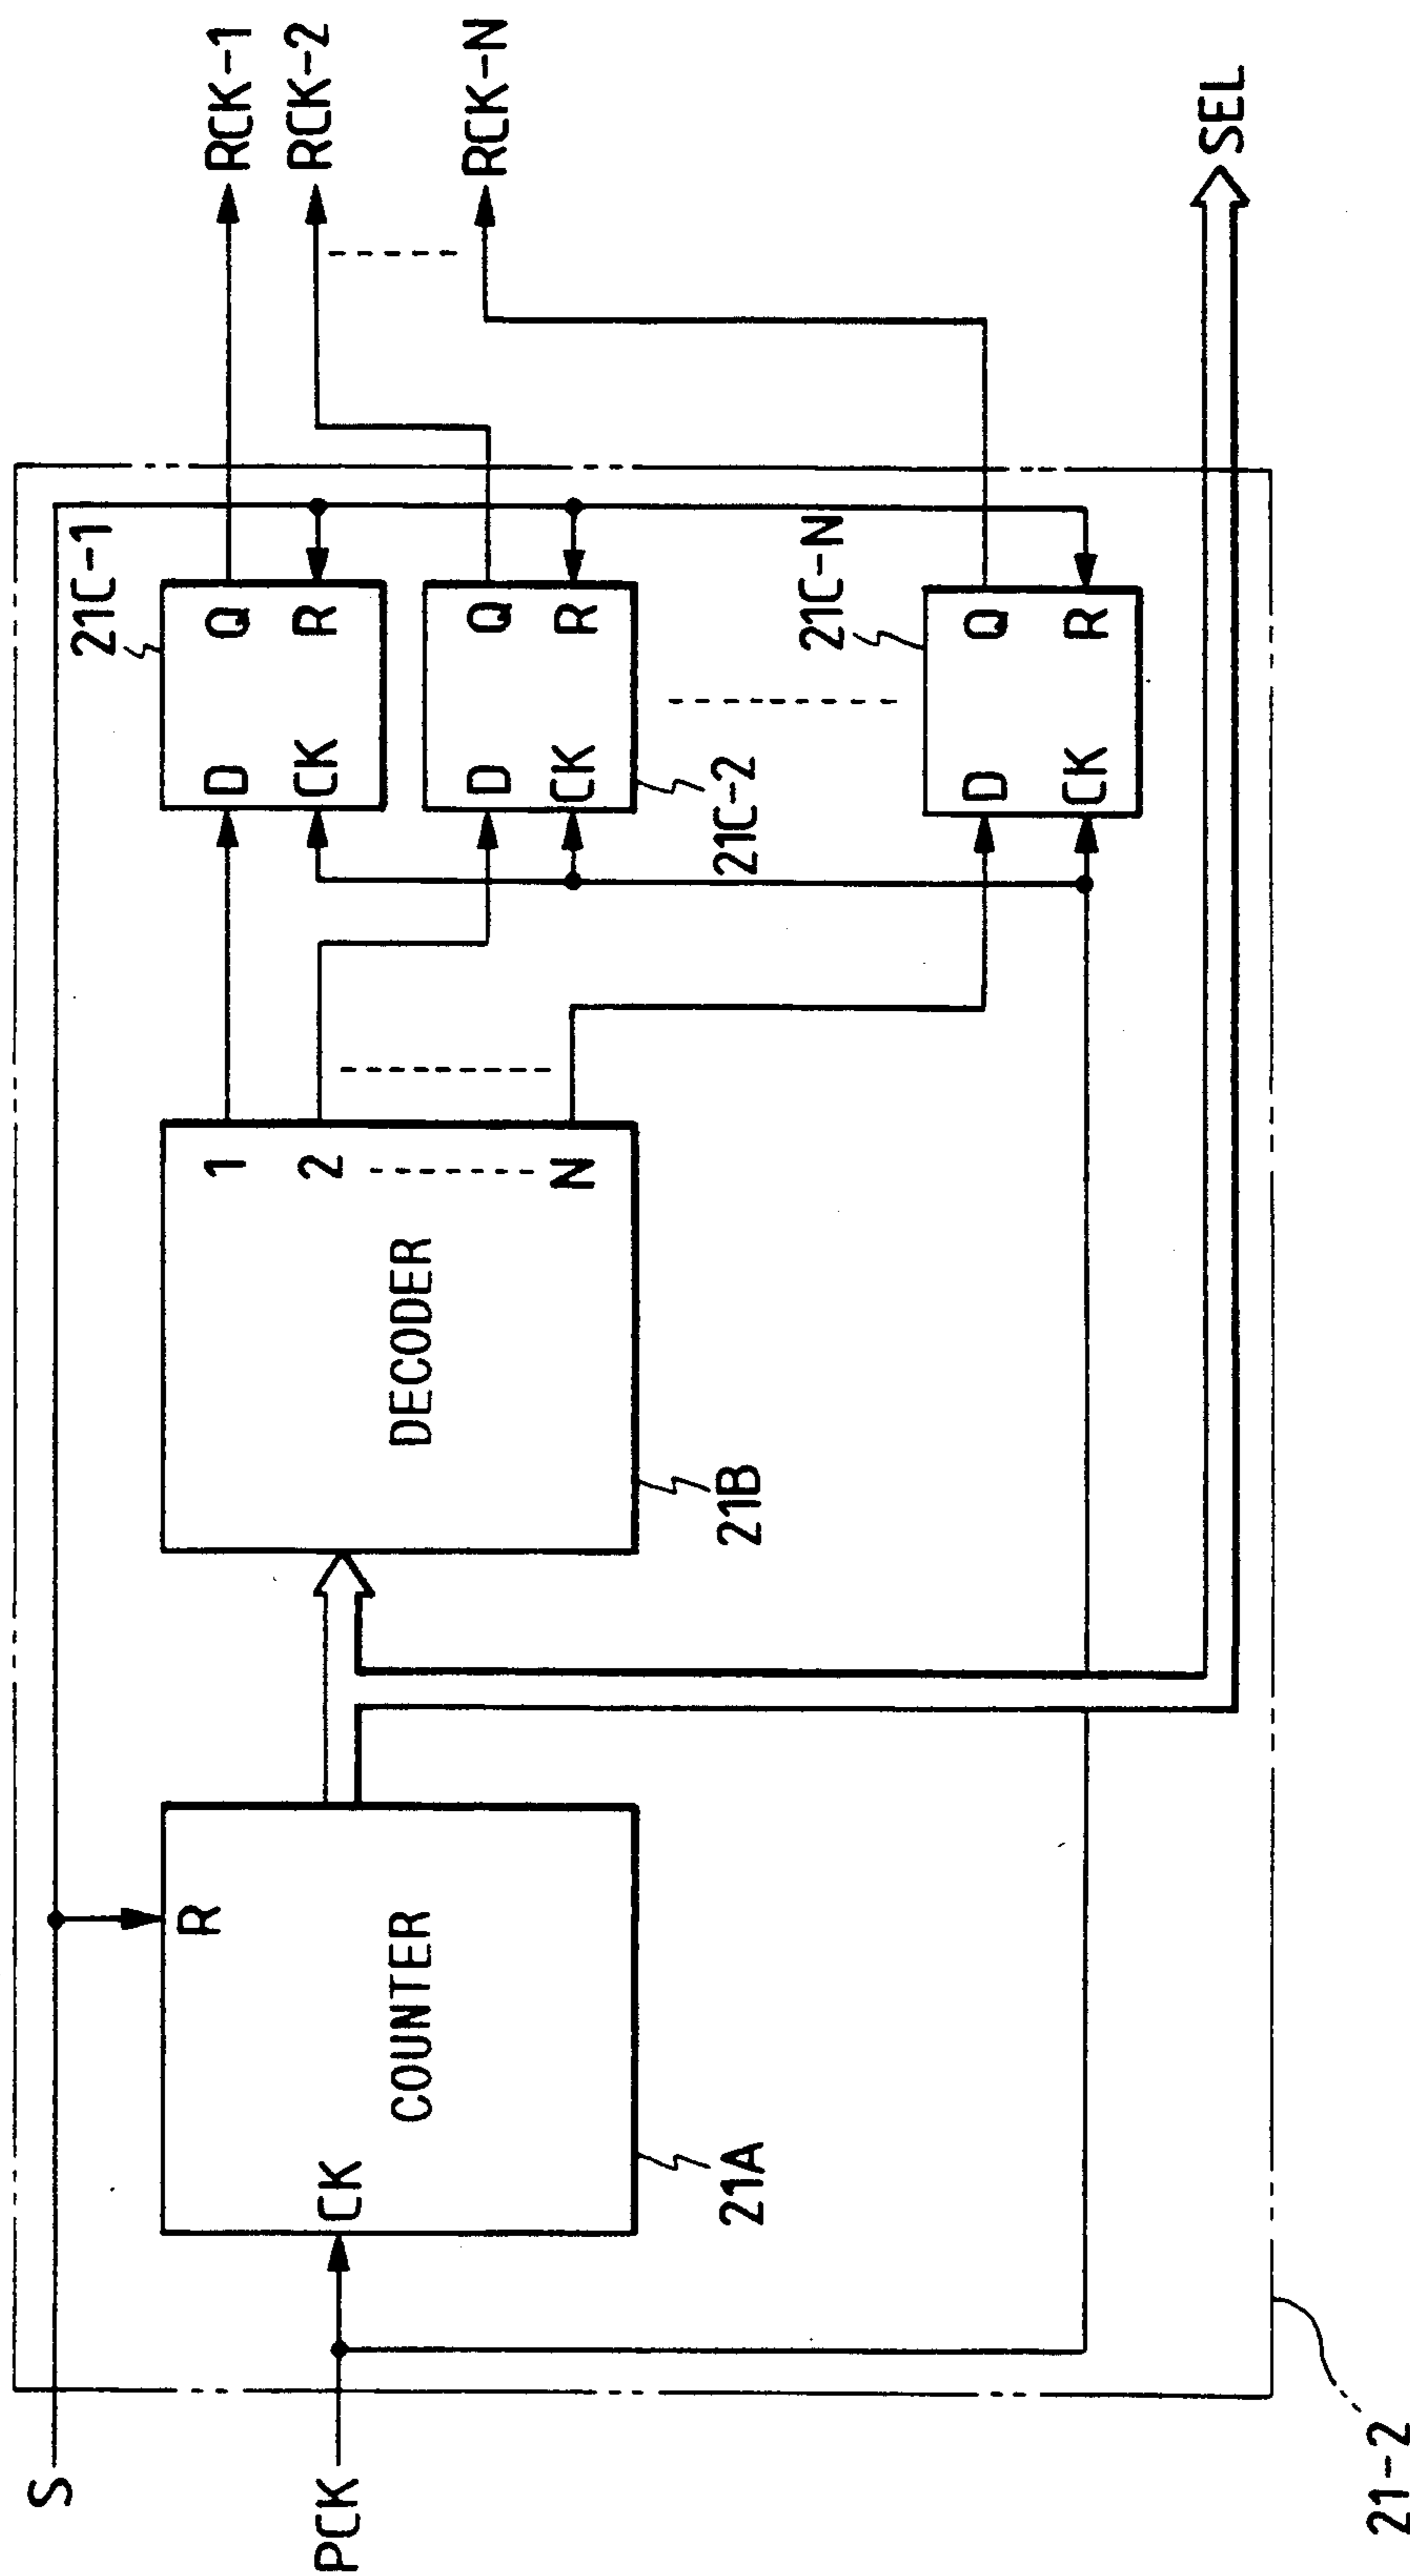 S
PCK
CK
R
COUNTER
21A
DECODER
1
2
N
21B
21C-1
D
Q
CK
R
D
Q
CK
R
21C-2
21C-N
D
Q
CK
R
RCK-1
RCK-2
RCK-N
SEL
21-2